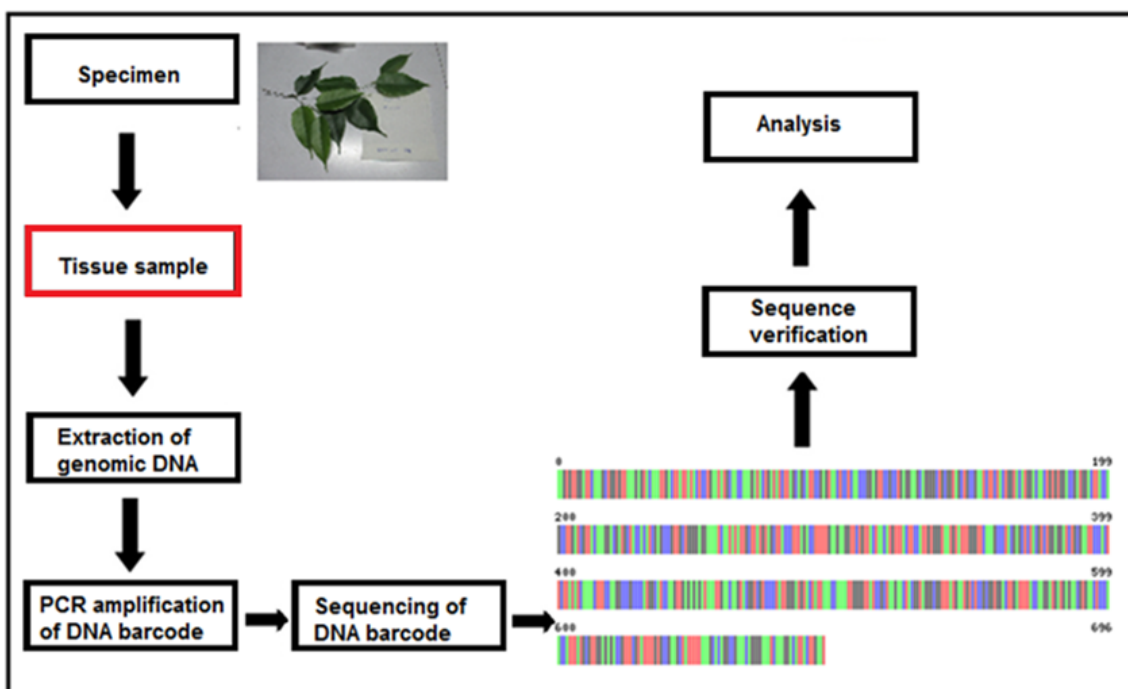 Specimen
Tissue sample
Extraction of
genomic DNA
PCR amplification
of DNA barcode
Sequencing of
DNA barcode
0 199
200 399
400 599
600 696
Sequence
verification
Analysis